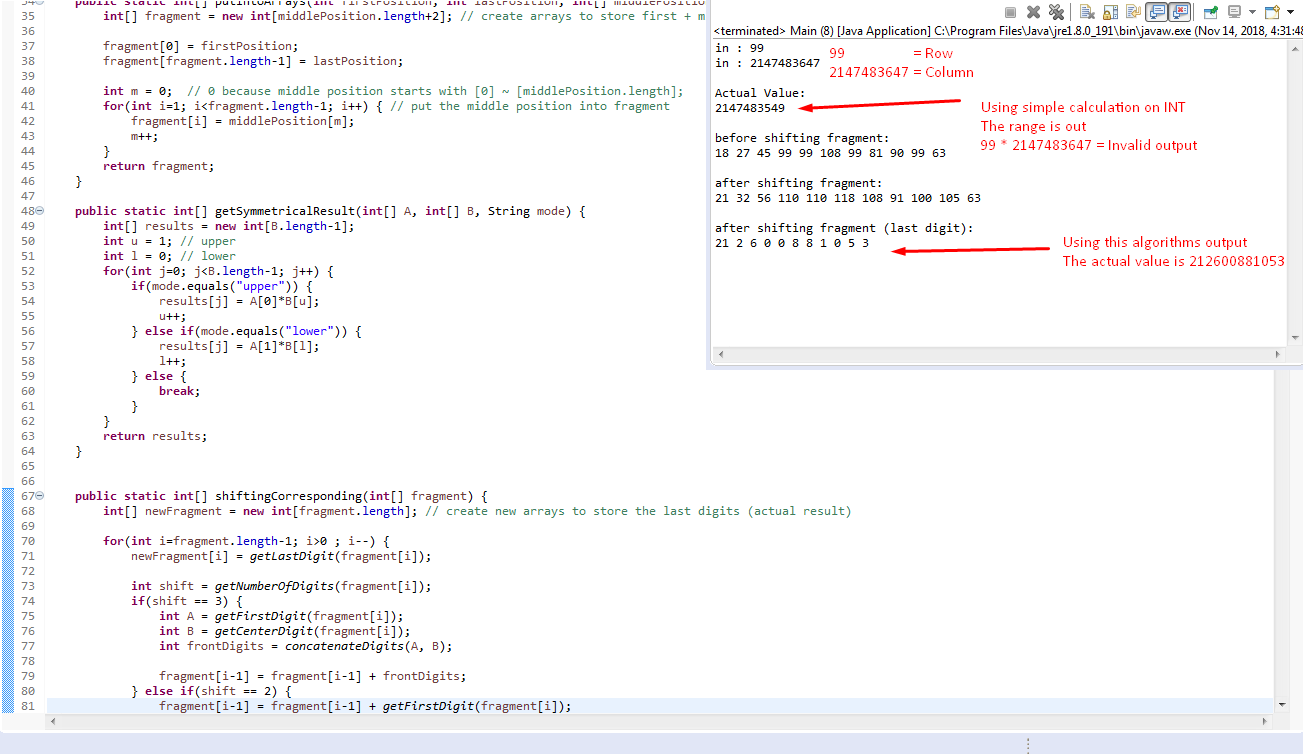 34 public static int[] putIntoArrays(int firstPosition, int lastPosition, int[] middlePosition
35 int[] fragment = new int[middlePosition.length+2]; // create arrays to store first + m
36
37 fragment[0] = firstPosition;
38 fragment[fragment.length-1] = lastPosition;
39
40 int m = 0; // 0 because middle position starts with [0] ~ [middlePosition.length];
41 for(int i=1; i<fragment.length-1; i++) { // put the middle position into fragment
42 fragment[i] = middlePosition[m];
43 m++;
44 }
45 return fragment;
46 }
47
48 public static int[] getSymmetricalResult(int[] A, int[] B, String mode) {
49 int[] results = new int[B.length-1];
50 int u = 1; // upper
51 int l = 0; // lower
52 for(int j=0; j<B.length-1; j++) {
53 if(mode.equals("upper")) {
54 results[j] = A[0]*B[u];
55 u++;
56 } else if(mode.equals("lower")) {
57 results[j] = A[1]*B[l];
58 l++;
59 } else {
60 break;
61 }
62 }
63 return results;
64 }
65
66
67 public static int[] shiftingCorresponding(int[] fragment) {
68 int[] newFragment = new int[fragment.length]; // create new arrays to store the last digits (actual result)
69
70 for(int i=fragment.length-1; i>0 ; i--) {
71 newFragment[i] = getLastDigit(fragment[i]);
72
73 int shift = getNumberOfDigits(fragment[i]);
74 if(shift == 3) {
75 int A = getFirstDigit(fragment[i]);
76 int B = getCenterDigit(fragment[i]);
77 int frontDigits = concatenateDigits(A, B);
78
79 fragment[i-1] = fragment[i-1] + frontDigits;
80 } else if(shift == 2) {
81 fragment[i-1] = fragment[i-1] + getFirstDigit(fragment[i]);
<terminated> Main (8) [Java Application] C:\Program Files\Java\jre1.8.0_191\bin\javaw.exe (Nov 14, 2018, 4:31:48
in : 99
in : 2147483647
99 = Row
2147483647 = Column
Actual Value:
2147483549
Using simple calculation on INT
The range is out
99 * 2147483647 = Invalid output
before shifting fragment:
18 27 45 99 99 108 99 81 90 99 63
after shifting fragment:
21 32 56 110 110 118 108 91 100 105 63
after shifting fragment (last digit):
21 2 6 0 0 8 8 1 0 5 3
Using this algorithms output
The actual value is 212600881053